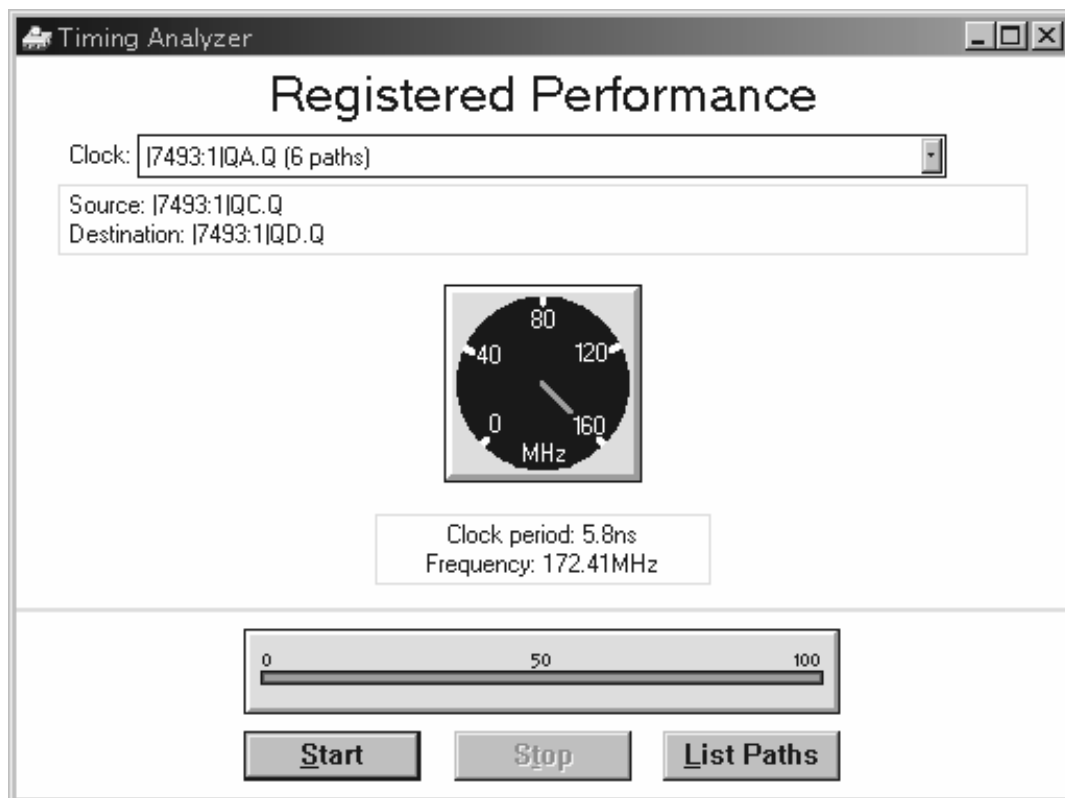 Timing Analyzer
Registered Performance
Clock: |7493:1|QA.Q (6 paths)
Source: |7493:1|QC.Q
Destination: |7493:1|QD.Q
80
40 120
0 160
MHz
Clock period: 5.8ns
Frequency: 172.41MHz
0 50 100
Start Stop List Paths